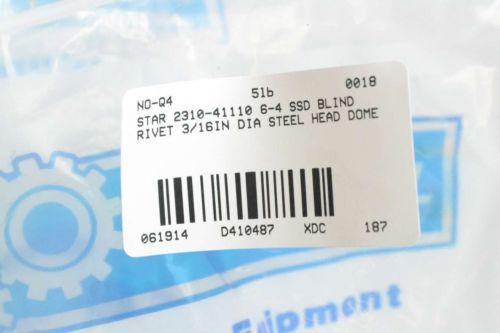 NO-Q4 5lb 0018
STAR 2310-41110 6-4 SSD BLIND
RIVET 3/16IN DIA STEEL HEAD DOME
061914 D410487 XDC 187